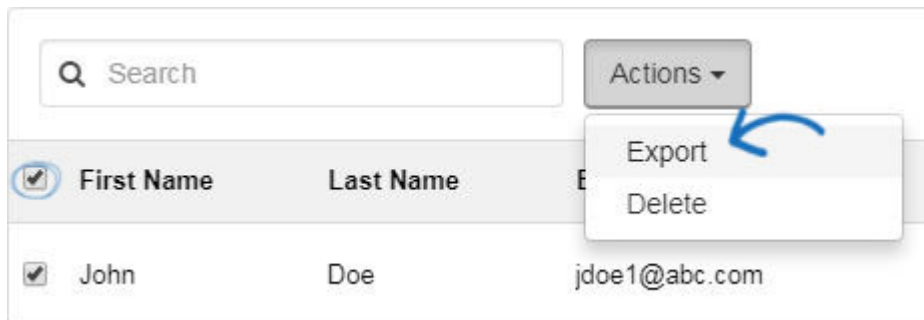 Search
Actions
Export
Delete
First Name Last Name E
John Doe jdoe1@abc.com